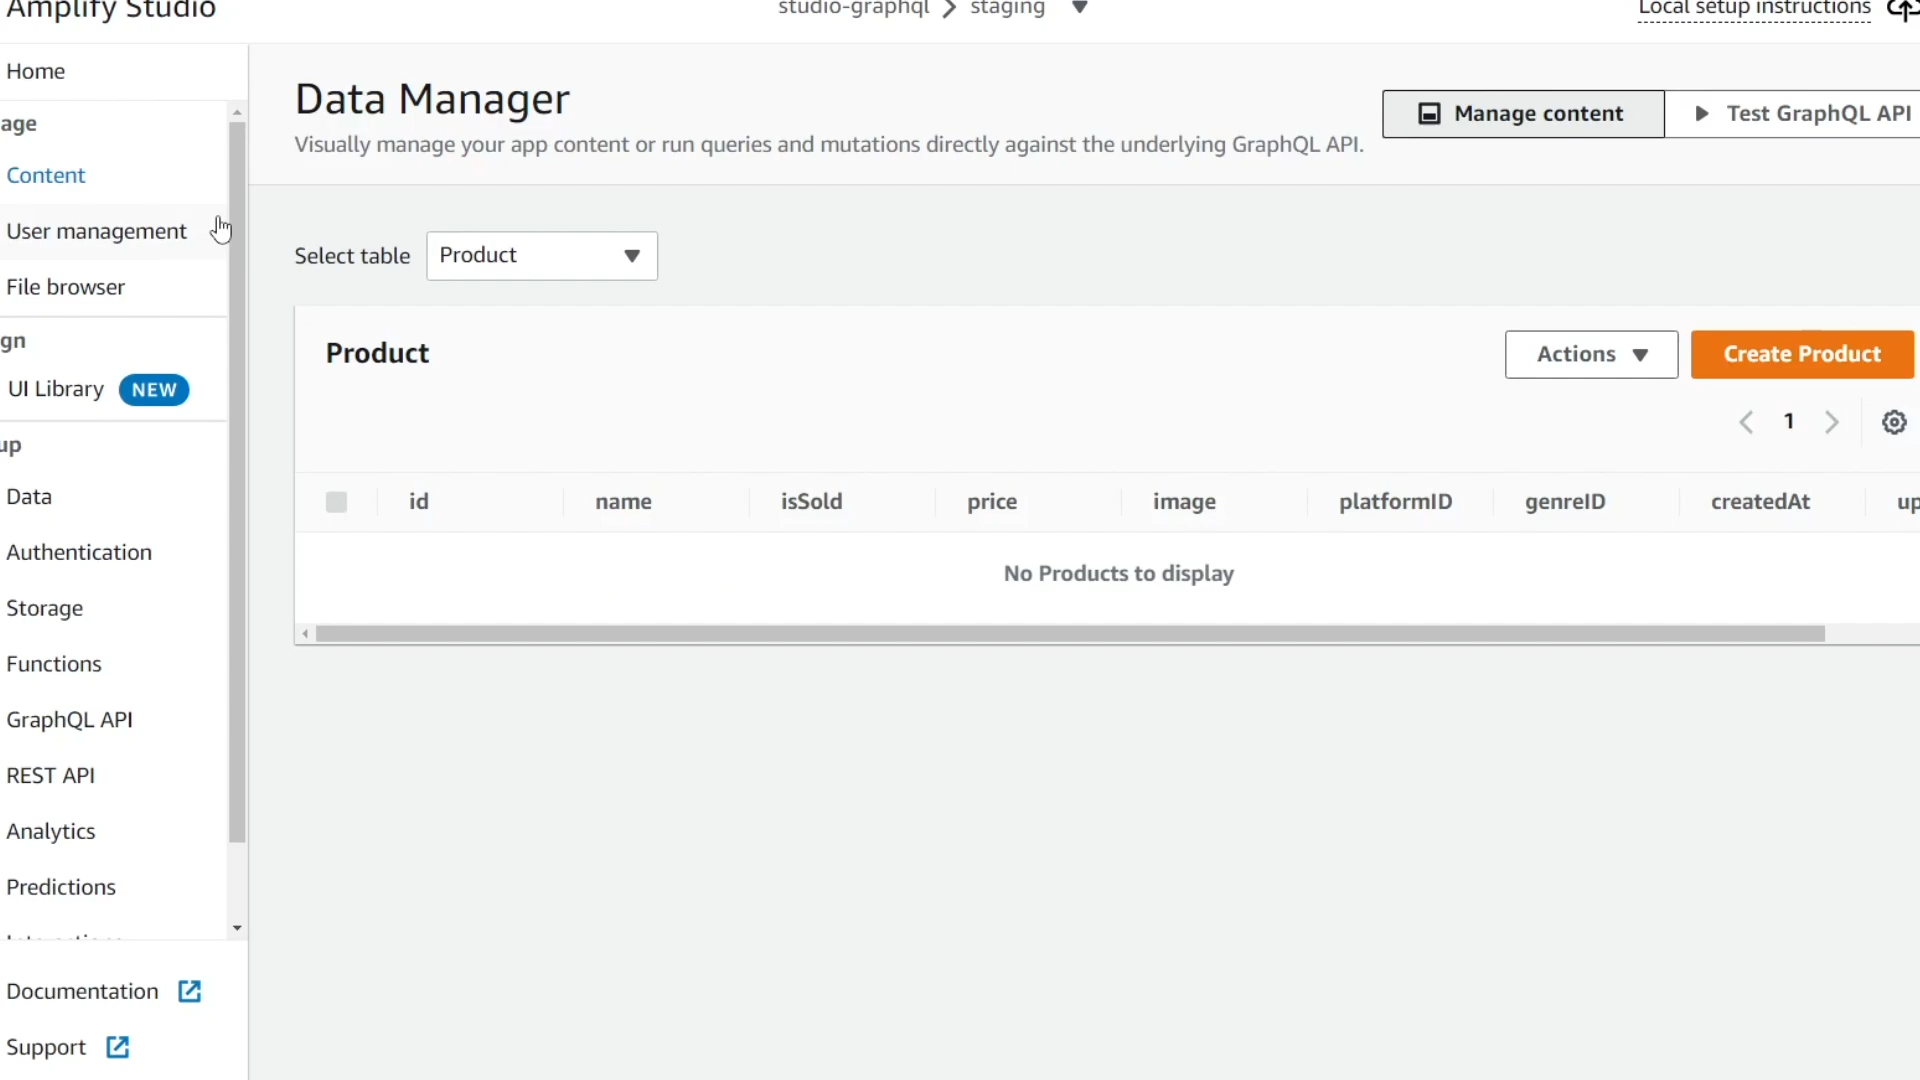 Amplify Studio
studio-graphql staging
Local setup instructions
Home
age
Content
User management
File browser
gn
UI Library NEW
up
Data
Authentication
Storage
Functions
GraphQL API
REST API
Analytics
Predictions
Documentation
Support
Data Manager
Visually manage your app content or run queries and mutations directly against the underlying GraphQL API.
Manage content
Test GraphQL API
Select table Product
Product
Actions
Create Product
1
id name isSold price image platformID genreID createdAt up
No Products to display